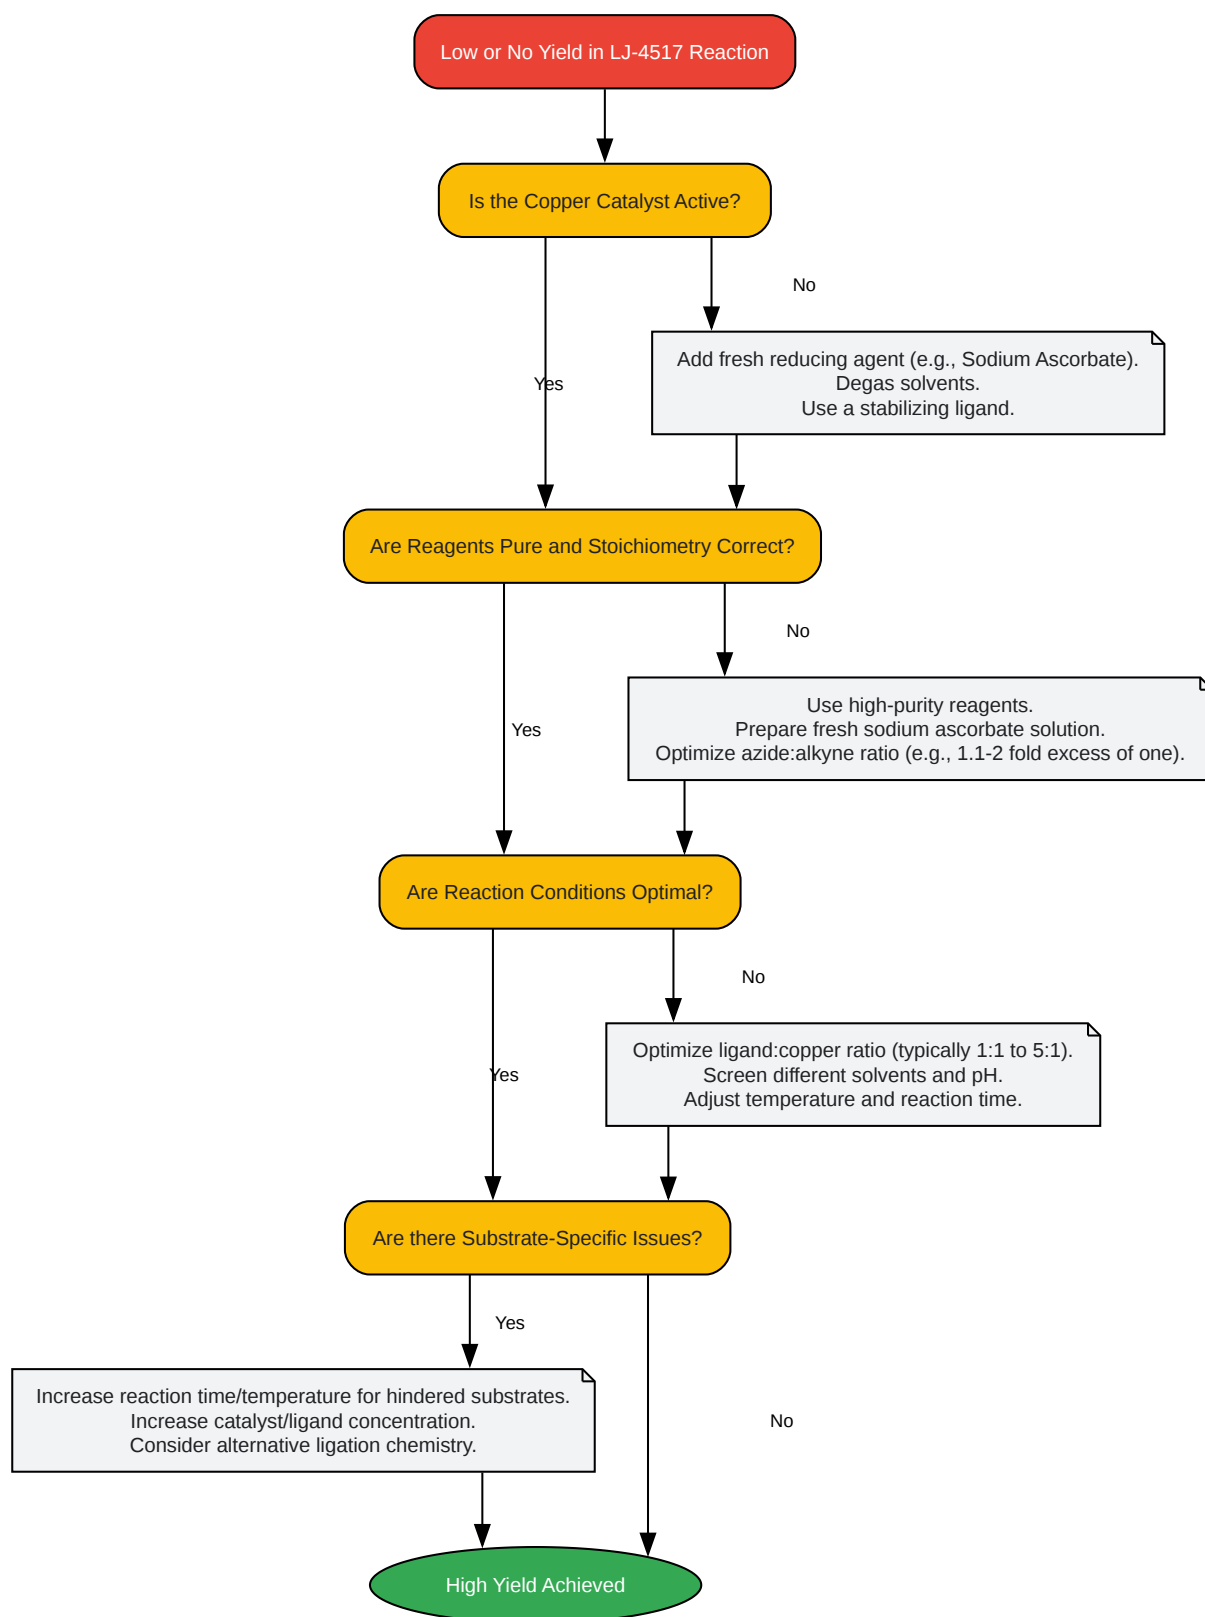 Low or No Yield in LJ-4517 Reaction
Is the Copper Catalyst Active?
No
Add fresh reducing agent (e.g., Sodium Ascorbate).
Degas solvents.
Use a stabilizing ligand.
Yes
Are Reagents Pure and Stoichiometry Correct?
No
Use high-purity reagents.
Prepare fresh sodium ascorbate solution.
Optimize azide:alkyne ratio (e.g., 1.1-2 fold excess of one).
Yes
Are Reaction Conditions Optimal?
No
Optimize ligand:copper ratio (typically 1:1 to 5:1).
Screen different solvents and pH.
Adjust temperature and reaction time.
Yes
Are there Substrate-Specific Issues?
Yes
Increase reaction time/temperature for hindered substrates.
Increase catalyst/ligand concentration.
Consider alternative ligation chemistry.
No
High Yield Achieved